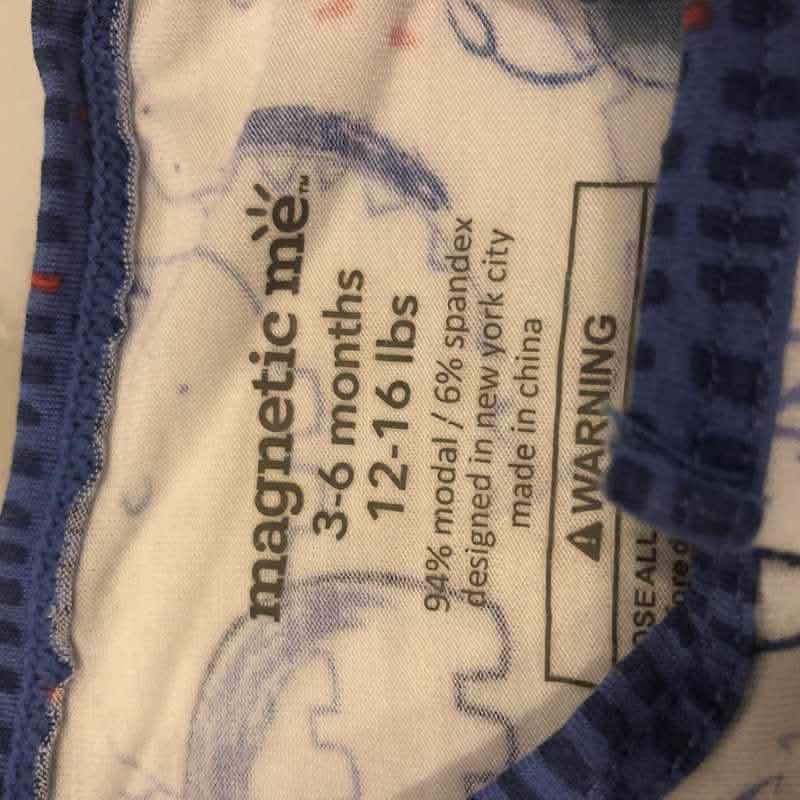 magnetic me™
3-6 months
12-16 lbs
94% modal / 6% spandex
designed in new york city
made in china
WARNING